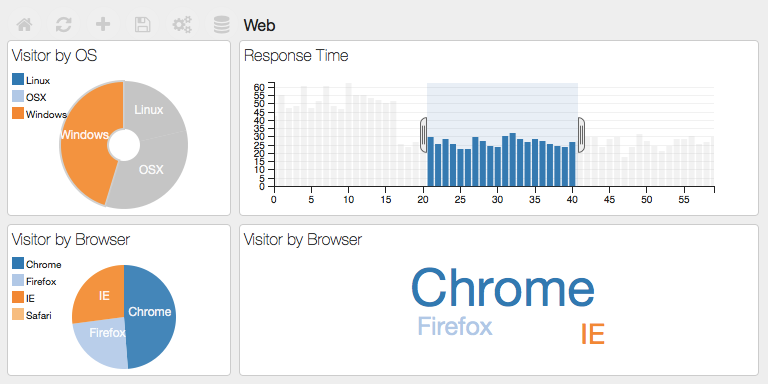 Web
Visitor by OS
Linux
OSX
Windows
Linux
Windows
OSX
Response Time
60
55
50
45
40
35
30
25
20
15
10
5
0
0 5 10 15 20 25 30 35 40 45 50 55
Visitor by Browser
Chrome
Firefox
IE
Safari
IE
Chrome
Firefox
Visitor by Browser
Chrome
Firefox
IE